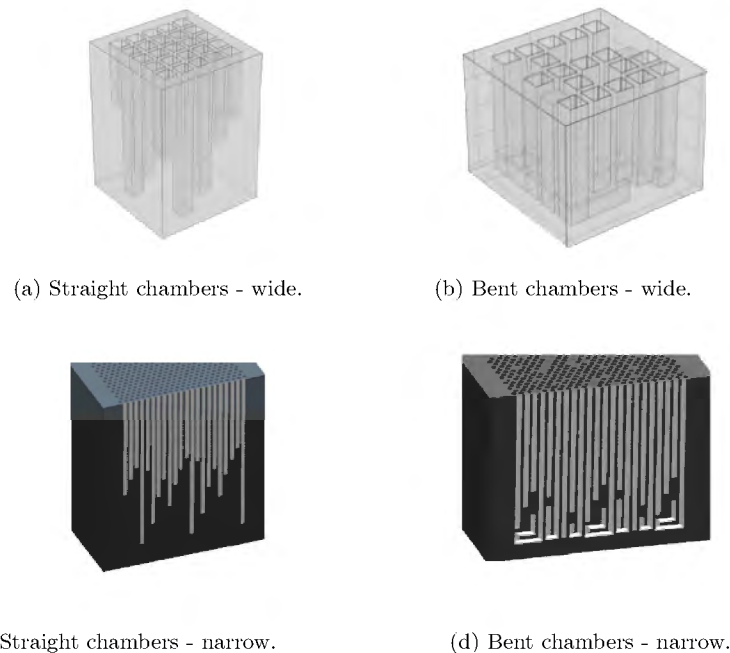 (a) Straight chambers - wide.
(b) Bent chambers - wide.
Straight chambers - narrow.
(d) Bent chambers - narrow.